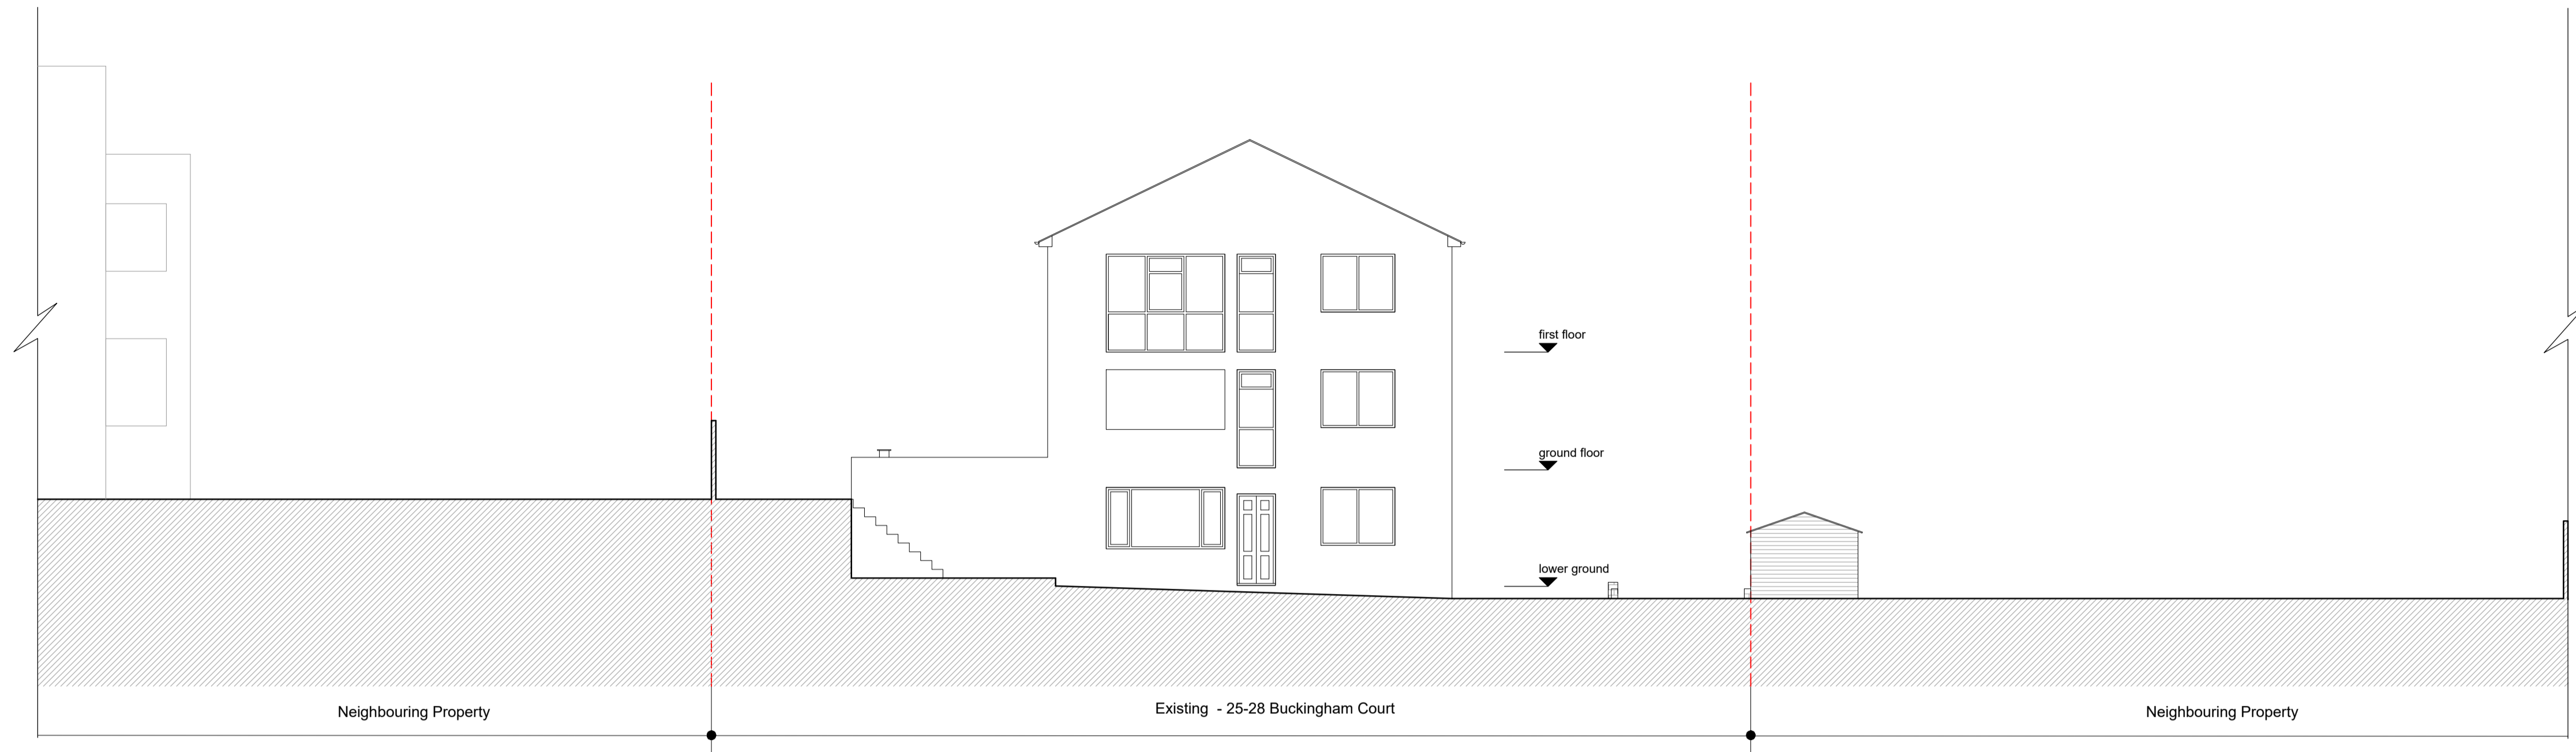 first floor
ground floor
lower ground
Neighbouring Property
Existing - 25-28 Buckingham Court
Neighbouring Property